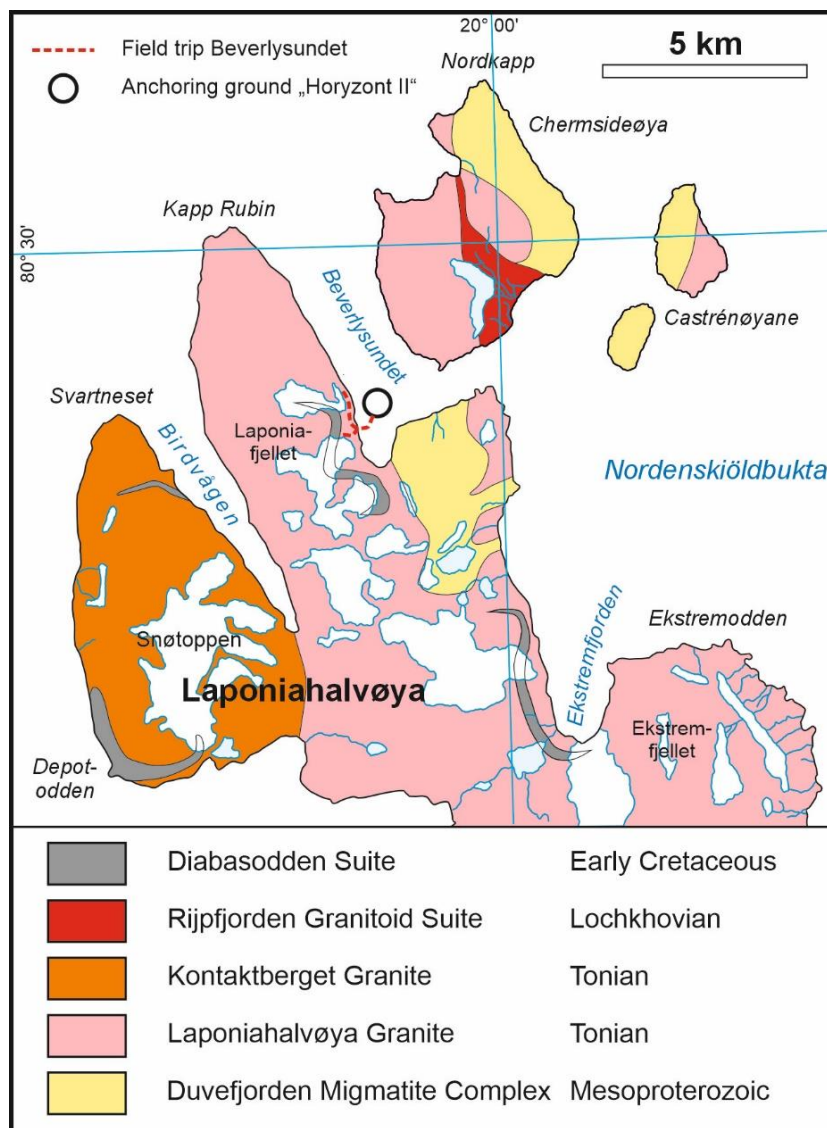 20° 00'
Field trip Beverlysundet
Anchoring ground „Horyzont II“
5 km
Nordkapp
Chermsideøya
Kapp Rubin
80° 30'
Beverlysundet
Castrénøyane
Svartneset
Birdvågen
Laponia-
fjellet
Nordenskiöldbukta
Snøtoppen
Laponiahalvøya
Ekstremfjorden
Ekstremodden
Ekstrem-
fjellet
Depot-
odden
Diabasodden Suite Early Cretaceous
Rijpfjorden Granitoid Suite Lochkhovian
Kontaktberget Granite Tonian
Laponiahalvøya Granite Tonian
Duvefjorden Migmatite Complex Mesoproterozoic